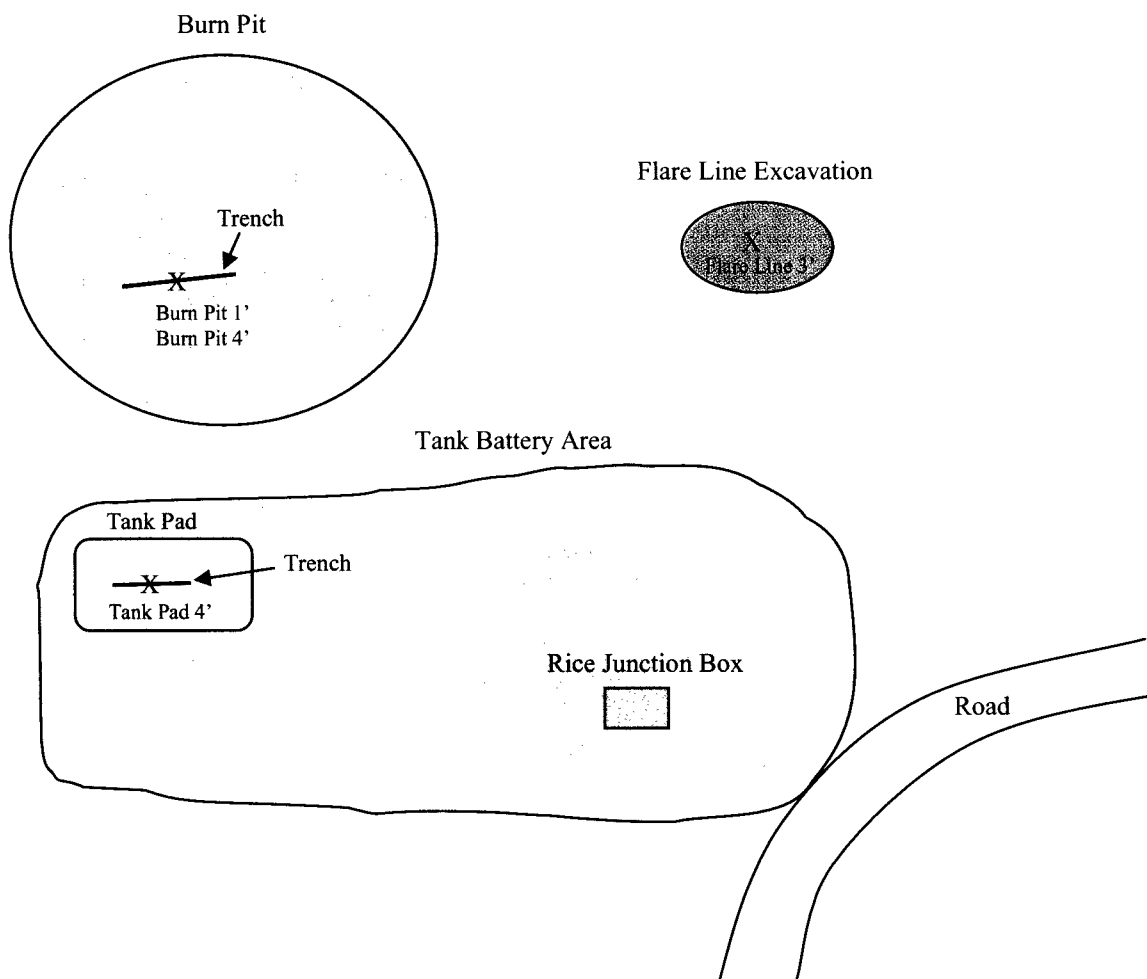 Burn Pit
Flare Line Excavation
Trench
X
X
Flare Line 3’
Burn Pit 1’
Burn Pit 4’
Tank Battery Area
Tank Pad
Trench
X
Tank Pad 4’
Rice Junction Box
Road